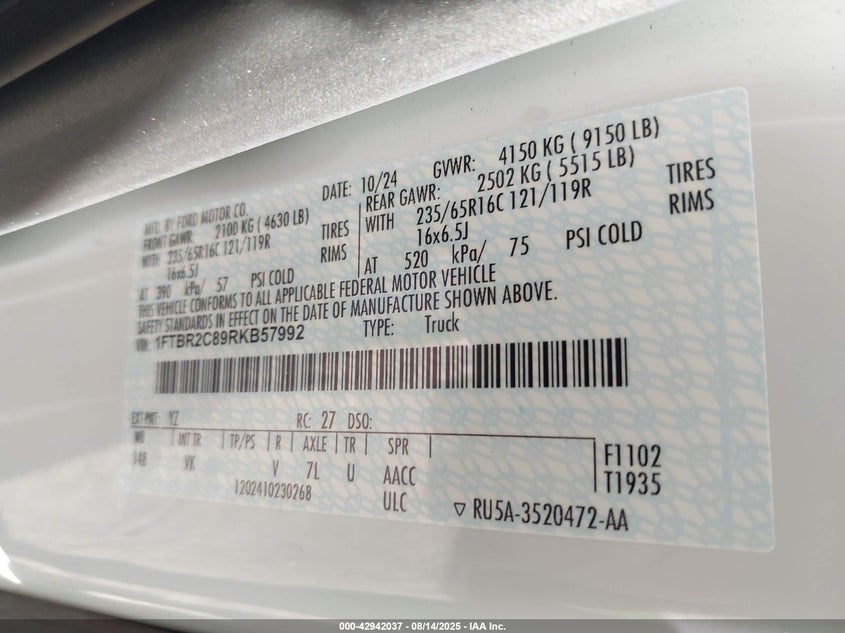 MFD. BY FORD MOTOR CO. DATE: 10/24 GVWR: 4150 KG ( 9150 LB)
FRONT GAWR: 2100 KG ( 4630 LB) REAR GAWR: 2502 KG ( 5515 LB)
WITH 235/65R16C 121/119R TIRES WITH 235/65R16C 121/119R TIRES
16x6.5J RIMS 16x6.5J RIMS
AT 390 kPa/ 57 PSI COLD AT 520 kPa/ 75 PSI COLD
THIS VEHICLE CONFORMS TO ALL APPLICABLE FEDERAL MOTOR VEHICLE
SAFETY STANDARDS IN EFFECT ON THE DATE OF MANUFACTURE SHOWN ABOVE.
VIN: 1FTBR2C89RKB57992 TYPE: Truck
EXT PNT: YZ RC: 27 DSO:
WB INT TR TP/PS R AXLE TR SPR
148 VK V 7L U AACC F1102
1202410230268 ULC T1935
▽ RU5A-3520472-AA
000-42942037 - 08/14/2025 - IAA Inc.